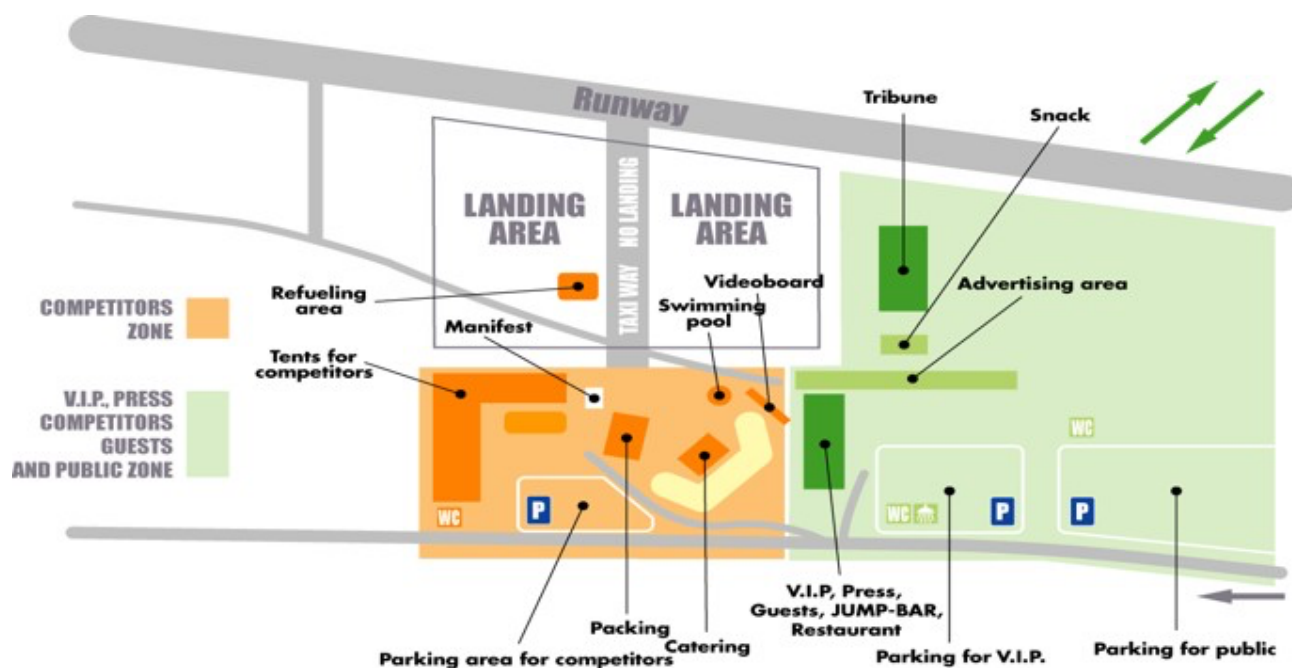 Runway
Tribune
Snack
LANDING
AREA
TAXI WAY NO LANDING
LANDING
AREA
Videoboard
Advertising area
COMPETITORS
ZONE
Refueling
area
Manifest
Swimming
pool
Tents for
competitors
V.I.P., PRESS
COMPETITORS
GUESTS
AND PUBLIC ZONE
WC
WC
P
WC
P
P
V.I.P, Press,
Guests, JUMP-BAR,
Restaurant
Packing
Catering
Parking area for competitors
Parking for V.I.P.
Parking for public